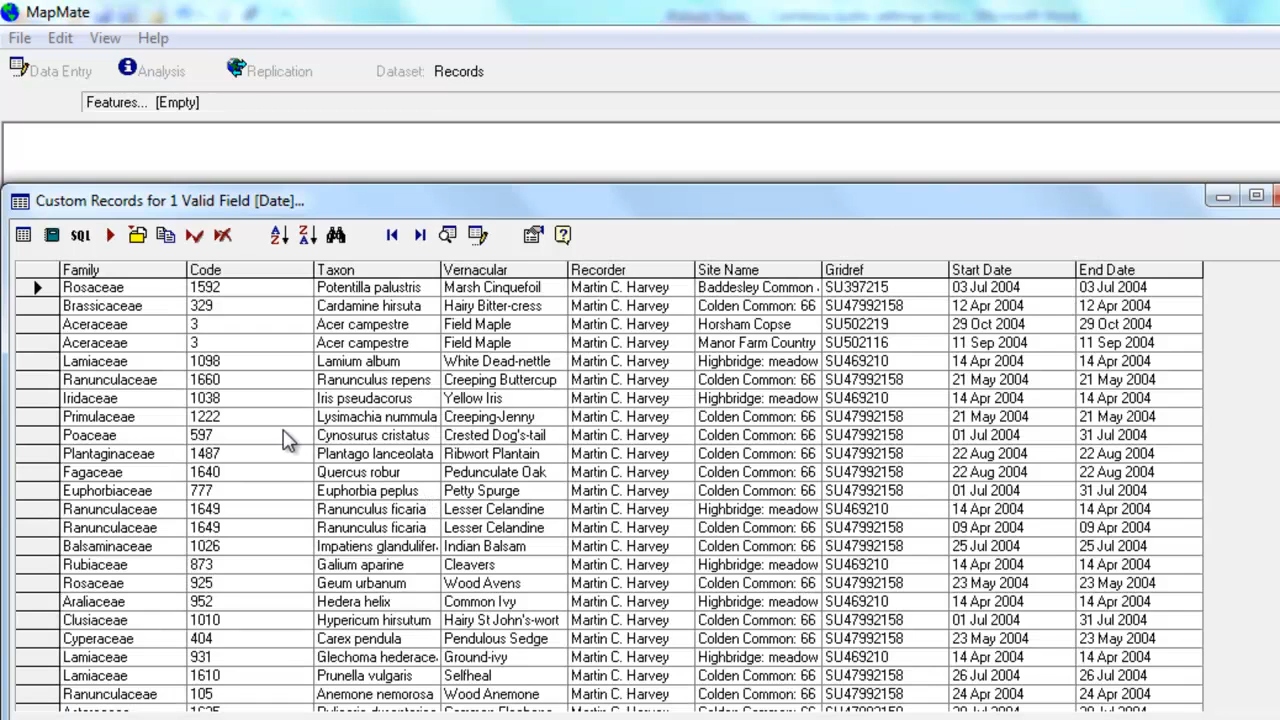 MapMate
File Edit View Help
Data Entry Analysis Replication Dataset: Records
Features... [Empty]
Custom Records for 1 Valid Field [Date]...
SQL
Family Code Taxon Vernacular Recorder Site Name Gridref Start Date End Date
Rosaceae 1592 Potentilla palustris Marsh Cinquefoil Martin C. Harvey Baddesley Common SU397215 03 Jul 2004 03 Jul 2004
Brassicaceae 329 Cardamine hirsuta Hairy Bitter-cress Martin C. Harvey Colden Common: 66 SU47992158 12 Apr 2004 12 Apr 2004
Aceraceae 3 Acer campestre Field Maple Martin C. Harvey Horsham Copse SU502219 29 Oct 2004 29 Oct 2004
Aceraceae 3 Acer campestre Field Maple Martin C. Harvey Manor Farm Country SU502116 11 Sep 2004 11 Sep 2004
Lamiaceae 1098 Lamium album White Dead-nettle Martin C. Harvey Highbridge: meadow SU469210 14 Apr 2004 14 Apr 2004
Ranunculaceae 1660 Ranunculus repens Creeping Buttercup Martin C. Harvey Colden Common: 66 SU47992158 21 May 2004 21 May 2004
Iridaceae 1038 Iris pseudacorus Yellow Iris Martin C. Harvey Highbridge: meadow SU469210 14 Apr 2004 14 Apr 2004
Primulaceae 1222 Lysimachia nummula Creeping-Jenny Martin C. Harvey Colden Common: 66 SU47992158 21 May 2004 21 May 2004
Poaceae 597 Cynosurus cristatus Crested Dog's-tail Martin C. Harvey Colden Common: 66 SU47992158 01 Jul 2004 31 Jul 2004
Plantaginaceae 1487 Plantago lanceolata Ribwort Plantain Martin C. Harvey Colden Common: 66 SU47992158 22 Aug 2004 22 Aug 2004
Fagaceae 1640 Quercus robur Pedunculate Oak Martin C. Harvey Colden Common: 66 SU47992158 22 Aug 2004 22 Aug 2004
Euphorbiaceae 777 Euphorbia peplus Petty Spurge Martin C. Harvey Colden Common: 66 SU47992158 01 Jul 2004 31 Jul 2004
Ranunculaceae 1649 Ranunculus ficaria Lesser Celandine Martin C. Harvey Highbridge: meadow SU469210 14 Apr 2004 14 Apr 2004
Ranunculaceae 1649 Ranunculus ficaria Lesser Celandine Martin C. Harvey Colden Common: 66 SU47992158 09 Apr 2004 09 Apr 2004
Balsaminaceae 1026 Impatiens glandulifer Indian Balsam Martin C. Harvey Colden Common: 66 SU47992158 25 Jul 2004 25 Jul 2004
Rubiaceae 873 Galium aparine Cleavers Martin C. Harvey Highbridge: meadow SU469210 14 Apr 2004 14 Apr 2004
Rosaceae 925 Geum urbanum Wood Avens Martin C. Harvey Colden Common: 66 SU47992158 23 May 2004 23 May 2004
Araliaceae 952 Hedera helix Common Ivy Martin C. Harvey Highbridge: meadow SU469210 14 Apr 2004 14 Apr 2004
Clusiaceae 1010 Hypericum hirsutum Hairy St John's-wort Martin C. Harvey Colden Common: 66 SU47992158 01 Jul 2004 31 Jul 2004
Cyperaceae 404 Carex pendula Pendulous Sedge Martin C. Harvey Colden Common: 66 SU47992158 23 May 2004 23 May 2004
Lamiaceae 931 Glechoma hederace Ground-ivy Martin C. Harvey Highbridge: meadow SU469210 14 Apr 2004 14 Apr 2004
Lamiaceae 1610 Prunella vulgaris Selfheal Martin C. Harvey Colden Common: 66 SU47992158 26 Jul 2004 26 Jul 2004
Ranunculaceae 105 Anemone nemorosa Wood Anemone Martin C. Harvey Colden Common: 66 SU47992158 24 Apr 2004 24 Apr 2004